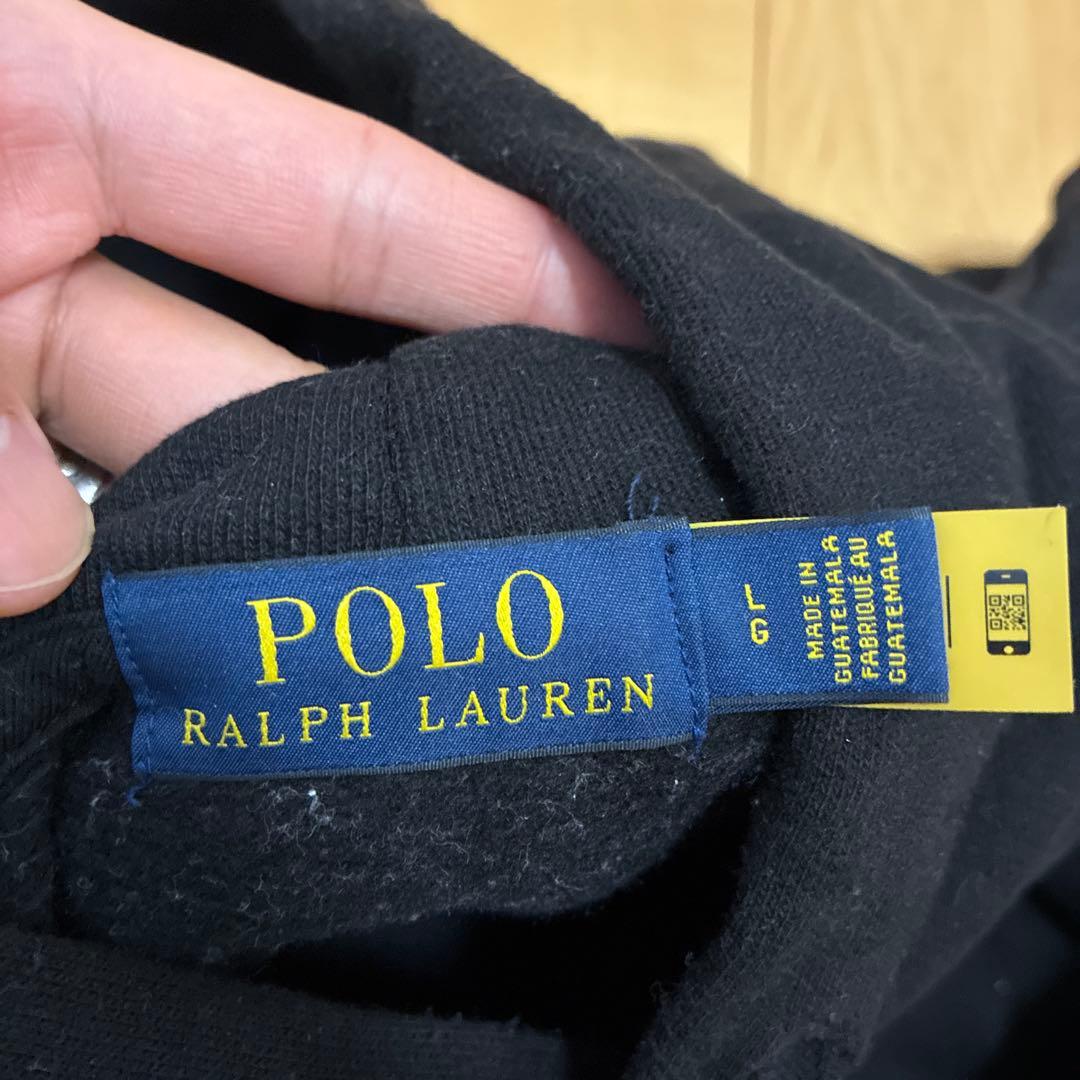 POLO
RALPH LAUREN
L
G
MADE IN
GUATEMALA
FABRIQUÉ AU
GUATEMALA